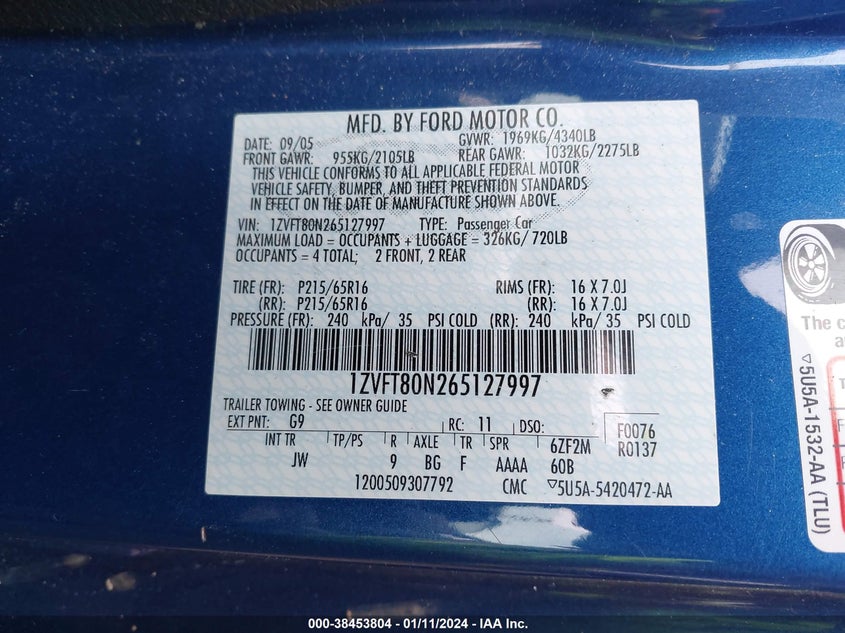 MFD. BY FORD MOTOR CO.
DATE: 09/05 GVWR: 1969KG/4340LB
FRONT GAWR: 955KG/2105LB REAR GAWR: 1032KG/2275LB
THIS VEHICLE CONFORMS TO ALL APPLICABLE FEDERAL MOTOR
VEHICLE SAFETY, BUMPER, AND THEFT PREVENTION STANDARDS
IN EFFECT ON THE DATE OF MANUFACTURE SHOWN ABOVE.
VIN: 1ZVFT80N265127997 TYPE: Passenger Car
MAXIMUM LOAD = OCCUPANTS + LUGGAGE = 326KG/ 720LB
OCCUPANTS = 4 TOTAL; 2 FRONT, 2 REAR
TIRE (FR): P215/65R16 RIMS (FR): 16 X 7.0J
(RR): P215/65R16 (RR): 16 X 7.0J
PRESSURE (FR): 240 kPa/ 35 PSI COLD (RR): 240 kPa/ 35 PSI COLD
1ZVFT80N265127997
TRAILER TOWING - SEE OWNER GUIDE
EXT PNT: G9 RC: 11 DSO: F0076
INT TR TP/PS R AXLE TR SPR 6ZF2M R0137
JW 9 BG F AAAA 60B
1200509307792 CMC ▽5U5A-5420472-AA
The c
▽5U5A-1532-AA (TLU)
000-38453804 - 01/11/2024 - IAA Inc.